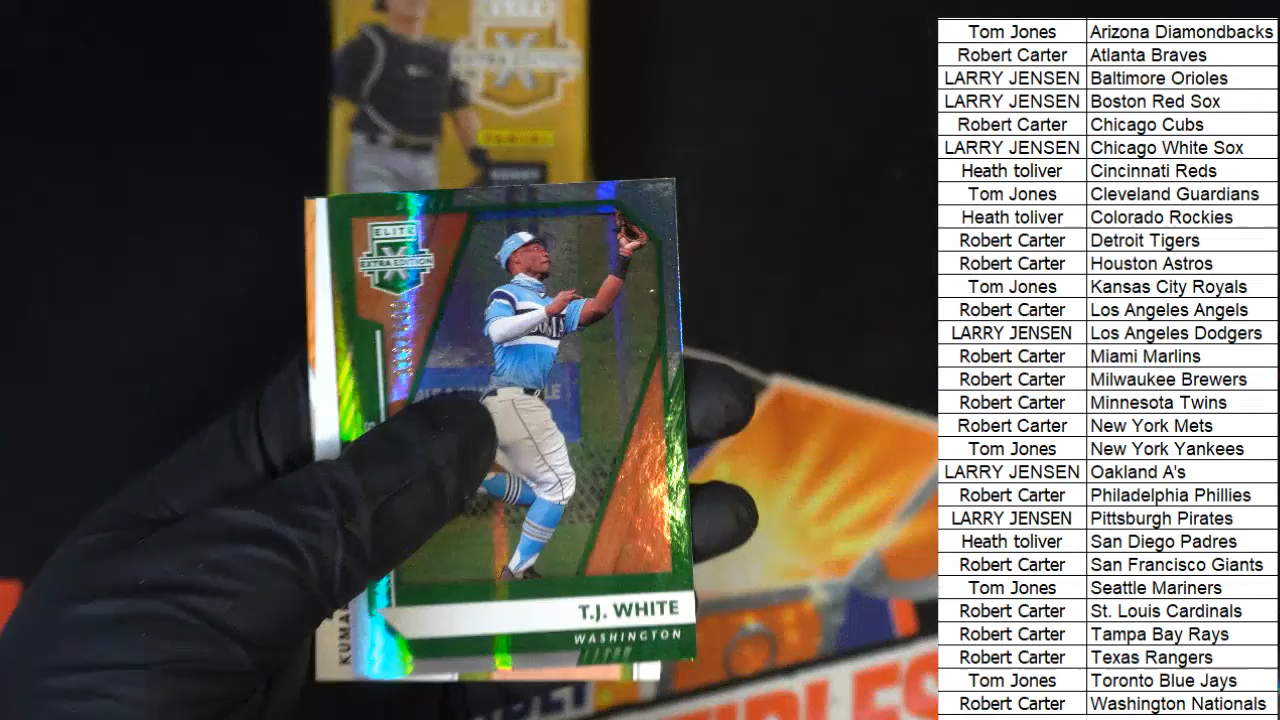 ELITE
X
EXTRA EDITION
PANINI
ELITE
X
EXTRA EDITION
T.J. WHITE
WASHINGTON
KUMA
Tom Jones Arizona Diamondbacks
Robert Carter Atlanta Braves
LARRY JENSEN Baltimore Orioles
LARRY JENSEN Boston Red Sox
Robert Carter Chicago Cubs
LARRY JENSEN Chicago White Sox
Heath toliver Cincinnati Reds
Tom Jones Cleveland Guardians
Heath toliver Colorado Rockies
Robert Carter Detroit Tigers
Robert Carter Houston Astros
Tom Jones Kansas City Royals
Robert Carter Los Angeles Angels
LARRY JENSEN Los Angeles Dodgers
Robert Carter Miami Marlins
Robert Carter Milwaukee Brewers
Robert Carter Minnesota Twins
Robert Carter New York Mets
Tom Jones New York Yankees
LARRY JENSEN Oakland A's
Robert Carter Philadelphia Phillies
LARRY JENSEN Pittsburgh Pirates
Heath toliver San Diego Padres
Robert Carter San Francisco Giants
Tom Jones Seattle Mariners
Robert Carter St. Louis Cardinals
Robert Carter Tampa Bay Rays
Robert Carter Texas Rangers
Tom Jones Toronto Blue Jays
Robert Carter Washington Nationals